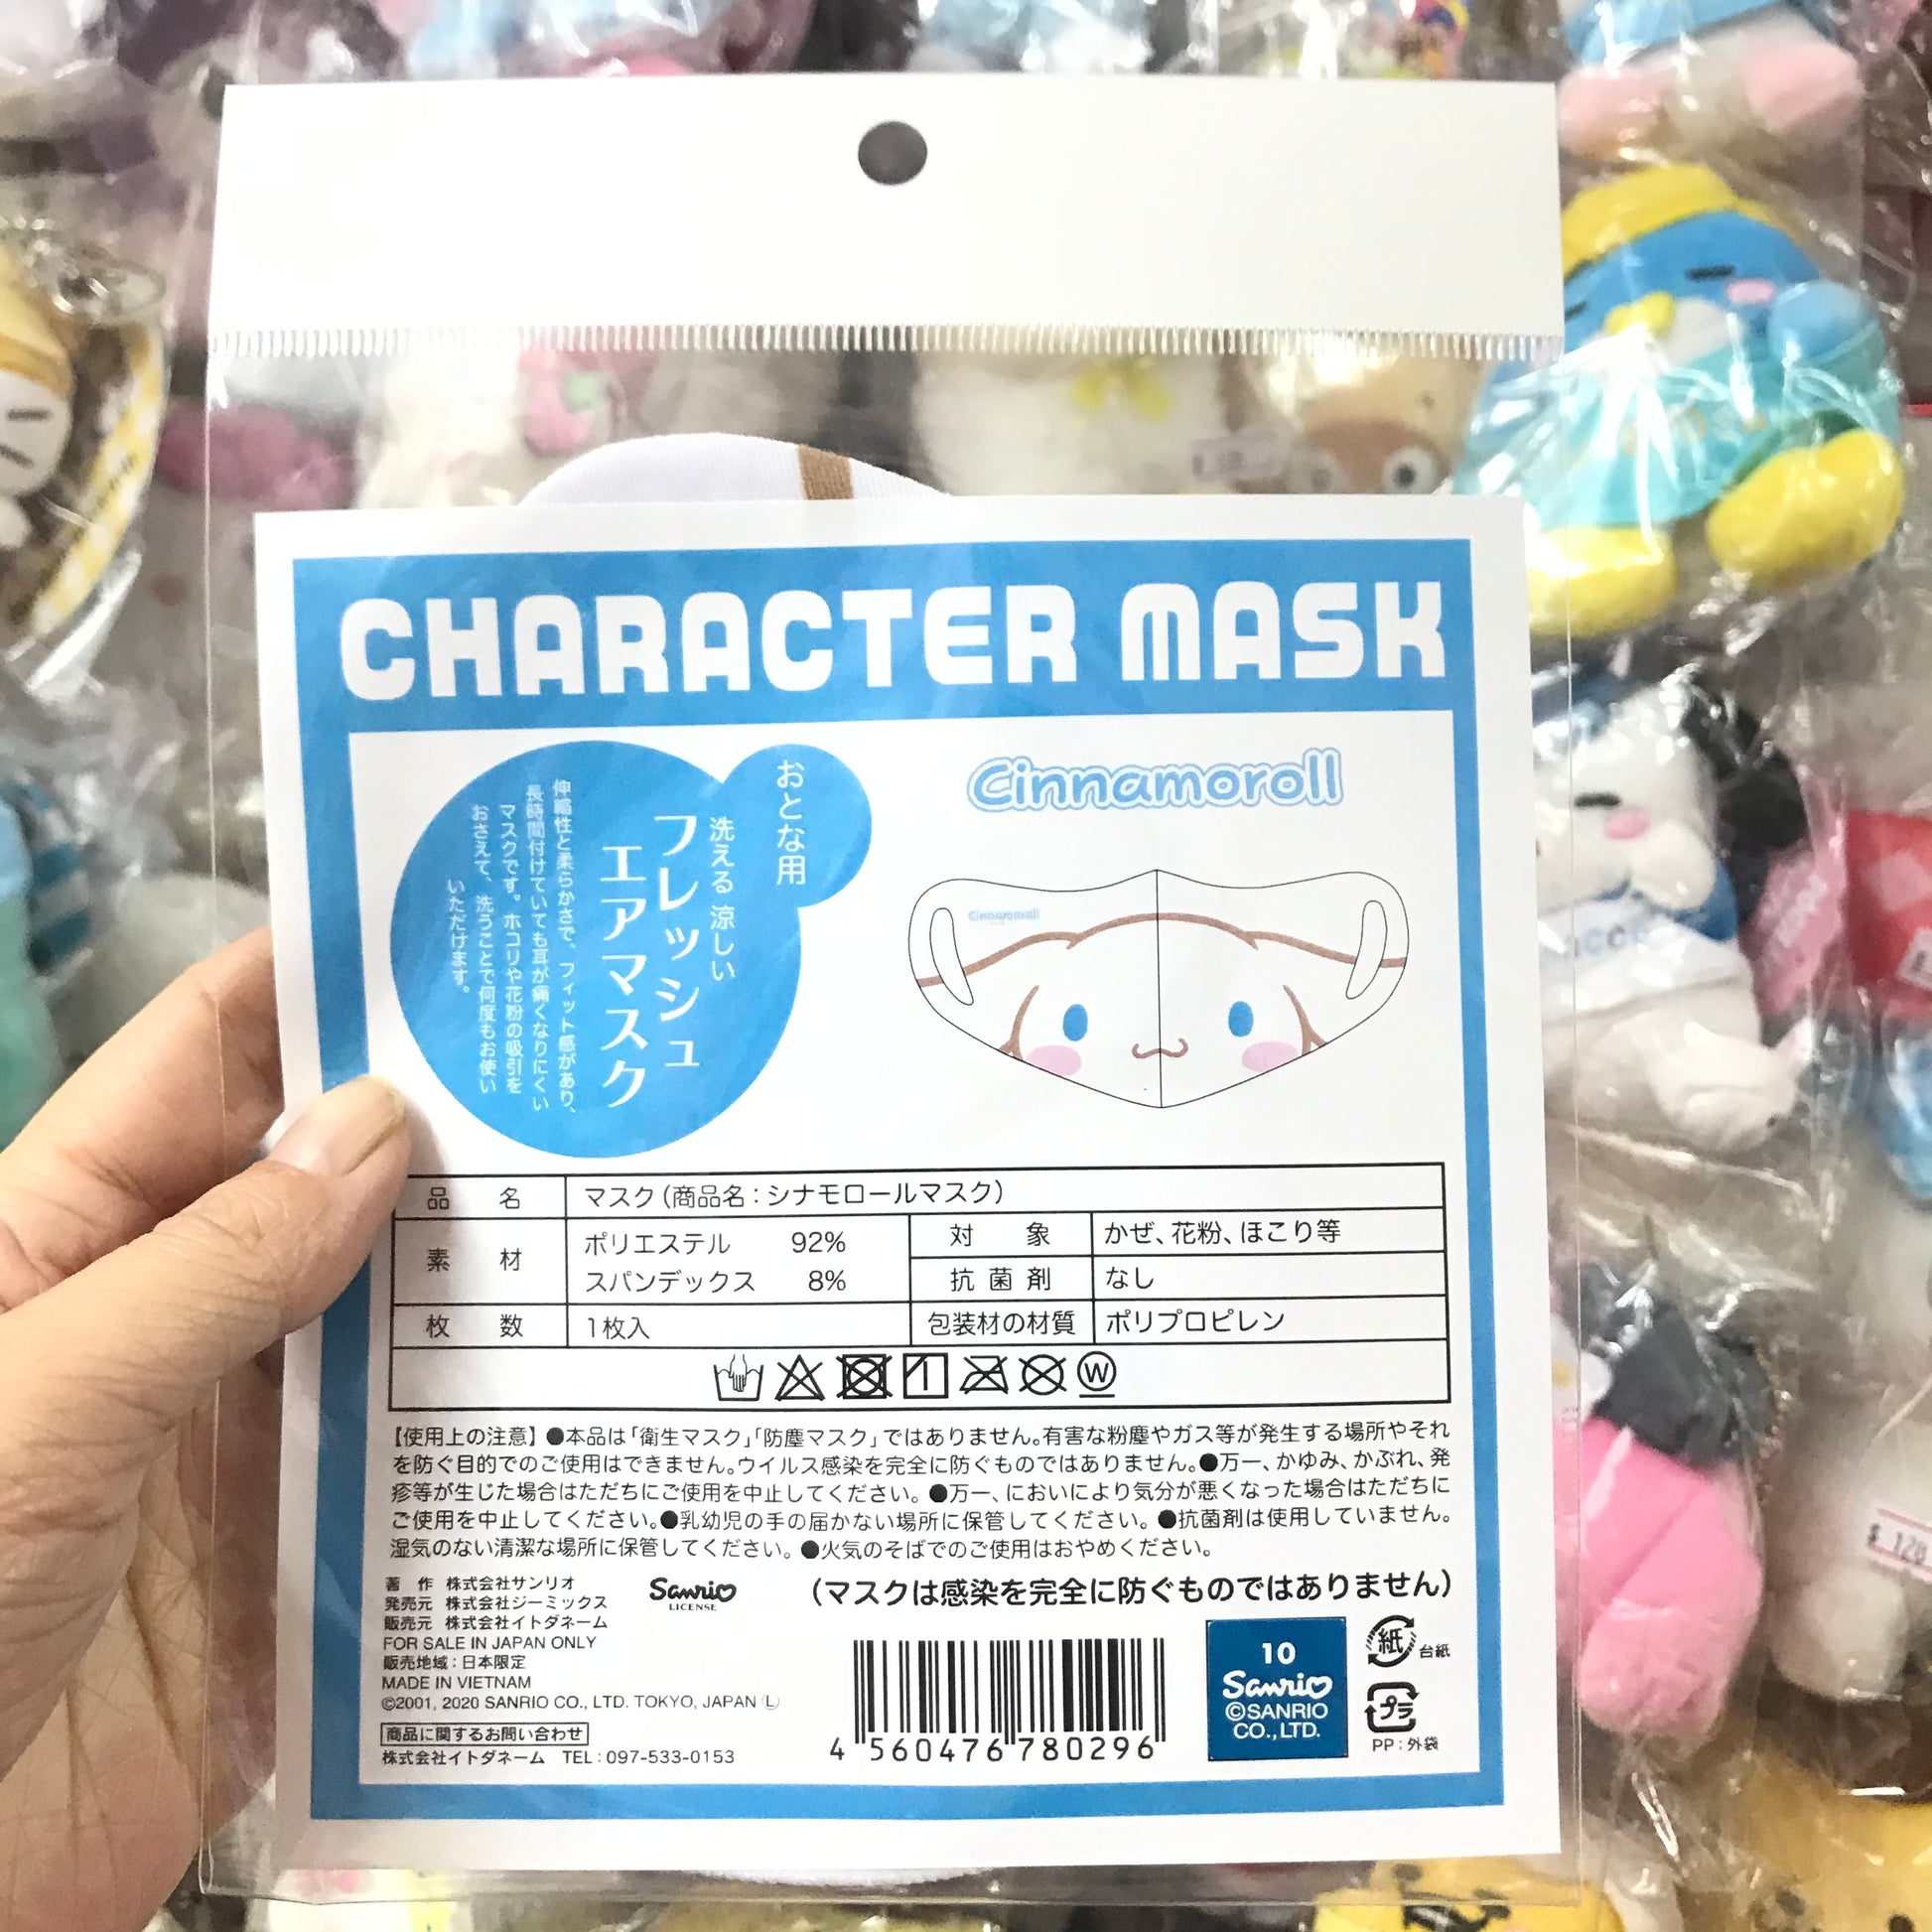 CHARACTER MASK
おとな用
洗える 涼しい
フレッシュ
エアマスク
伸縮性と柔らかさで、フィット感があり、
長時間付けていても耳が痛くなりにくい
マスクです。ホコリや花粉の吸引を
おさえて、洗うことで何度もお使い
いただけます。
Cinnamoroll
Cinnamoroll
品 名 マスク(商品名:シナモロールマスク)
素 材 ポリエステル 92%
スパンデックス 8%
対 象 かぜ、花粉、ほこり等
抗 菌 剤 なし
枚 数 1枚入 包装材の材質 ポリプロピレン
W
【使用上の注意】●本品は「衛生マスク」「防塵マスク」ではありません。有害な粉塵やガス等が発生する場所やそれ
を防ぐ目的でのご使用はできません。ウイルス感染を完全に防ぐものではありません。●万一、かゆみ、かぶれ、発
疹等が生じた場合はただちにご使用を中止してください。●万一、においにより気分が悪くなった場合はただちに
ご使用を中止してください。●乳幼児の手の届かない場所に保管してください。●抗菌剤は使用していません。
湿気のない清潔な場所に保管してください。●火気のそばでのご使用はおやめください。
(マスクは感染を完全に防ぐものではありません)
著 作 株式会社サンリオ
発売元 株式会社ジーミックス
販売元 株式会社イトダネーム
FOR SALE IN JAPAN ONLY
販売地域:日本限定
MADE IN VIETNAM
©2001, 2020 SANRIO CO., LTD. TOKYO, JAPAN Ⓛ
商品に関するお問い合わせ
株式会社イトダネーム TEL:097-533-0153
Sanrio
LICENSE
4 560476 780296
10
Sanrio
©SANRIO
CO.,LTD.
紙 台紙
プラ
PP:外袋
$ 120